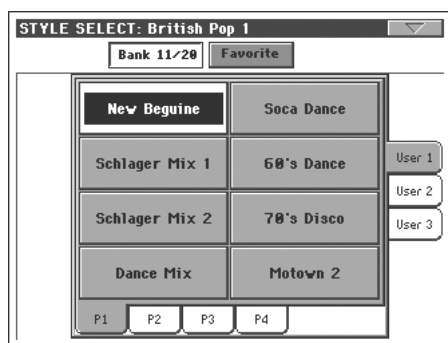 STYLE SELECT: British Pop 1
Bank 11/20 Favorite
New Beguine Soca Dance
Schlager Mix 1 60's Dance User 1
User 2
Schlager Mix 2 70's Disco User 3
Dance Mix Motown 2
P1 P2 P3 P4